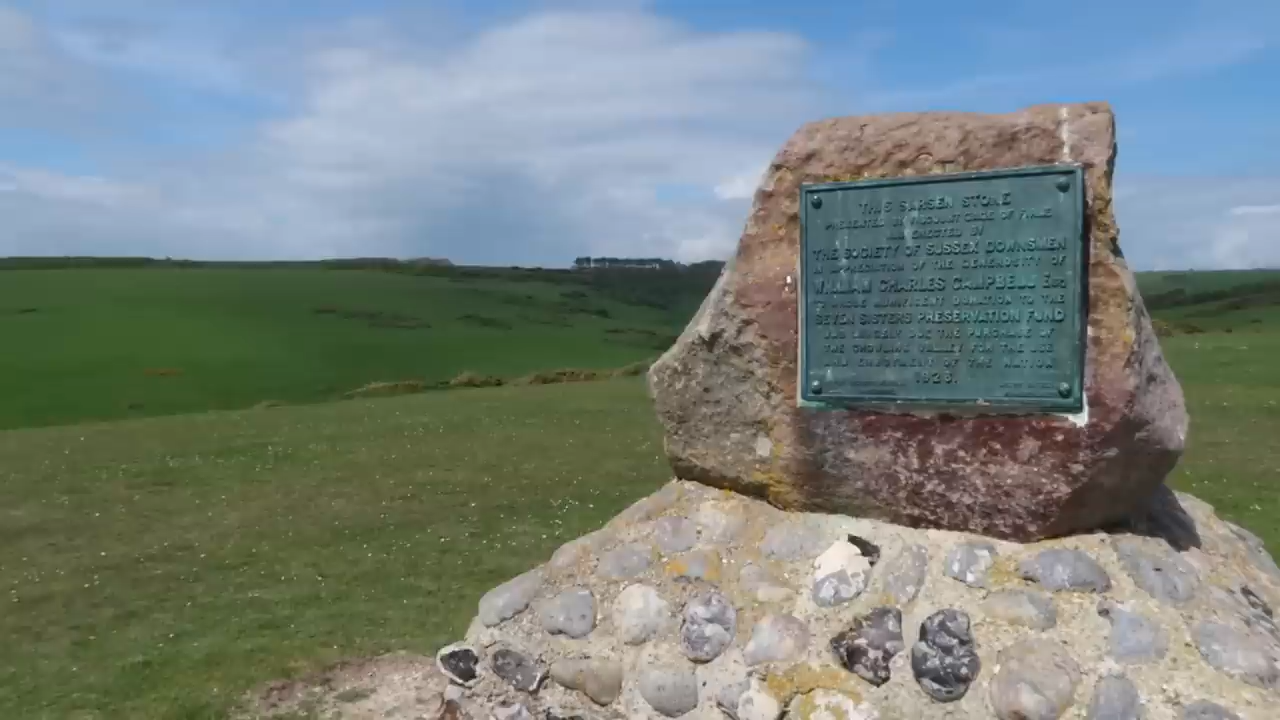 THIS SARSEN STONE
PRESENTED BY VISCOUNT GAGE OF FIRLE
WAS ERECTED BY
THE SOCIETY OF SUSSEX DOWNSMEN
IN APPRECIATION OF THE GENEROSITY OF
WILLIAM CHARLES CAMPBELL Esq
TO WHOSE MUNIFICENT DONATION TO THE
SEVEN SISTERS PRESERVATION FUND
WAS LARGELY DUE THE PURCHASE OF
THE CROWLINK VALLEY FOR THE USE
AND ENJOYMENT OF THE NATION
1926.